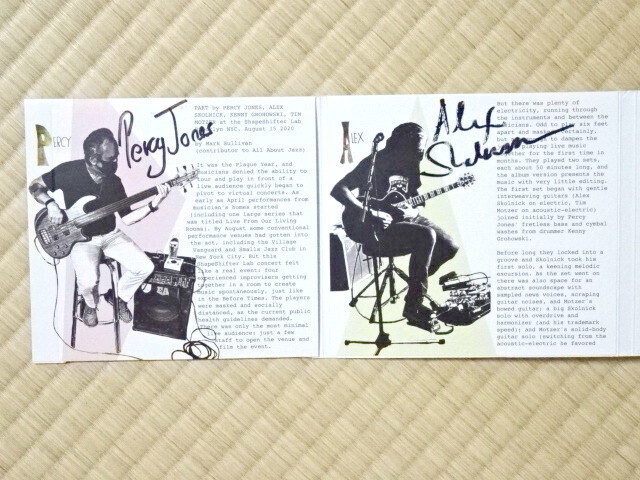 PERCY
Percy Jones
PAKT by PERCY JONES, ALEX
SKOLNICK, KENNY GROHOWSKI, TIM
MOTZER at the ShapeShifter Lab
Brooklyn NYC. August 15 2020
by Mark Sullivan
(contributor to All About Jazz)
It was the Plague Year, and
musicians denied the ability to
tour and play in front of a
live audience quickly began to
pivot to virtual concerts. As
early as April performances from
musician's homes started
(including one large series that
was titled Live From Our Living
Rooms). By August some conventional
performance venues had gotten into
the act, including the Village
Vanguard and Smalls Jazz Club in
New York City. But this
ShapeShifter Lab concert felt
like a real event: four
experienced improvisers getting
together in a room to create
music spontaneously, just like
in the Before Times. The players
were masked and socially
distanced, as the current public
health guidelines demanded.
There was only the most minimal
live audience: just a few
staff to open the venue and
film the event.
ALEX
Alex
Skolnick
But there was plenty of
electricity, running through
the instruments and between the
musicians. Odd to see six feet
apart and masks, certainly,
but to dampen the
playing live music
together for the first time in
months. They played two sets,
each about 30 minutes long, and
the album version presents the
music with very little editing.
The first set began with gentle
interweaving guitars (Alex
Skolnick on electric, Tim
Motzer on acoustic-electric)
joined initially by Percy
Jones' fretless bass and cymbal
washes from drummer Kenny
Grohowski.
Before long they locked into a
groove and Skolnick took his
first solo, a keening melodic
excursion. As the set went on
there was also space for an
abstract soundscape with
sampled news voices, scraping
guitar noises, and Motzer's
bowed guitar; a big Skolnick
solo with overdrive and
harmonizer (and his trademark
speed); and Motzer's solid-body
guitar solo (switching from the
acoustic-electric he favored